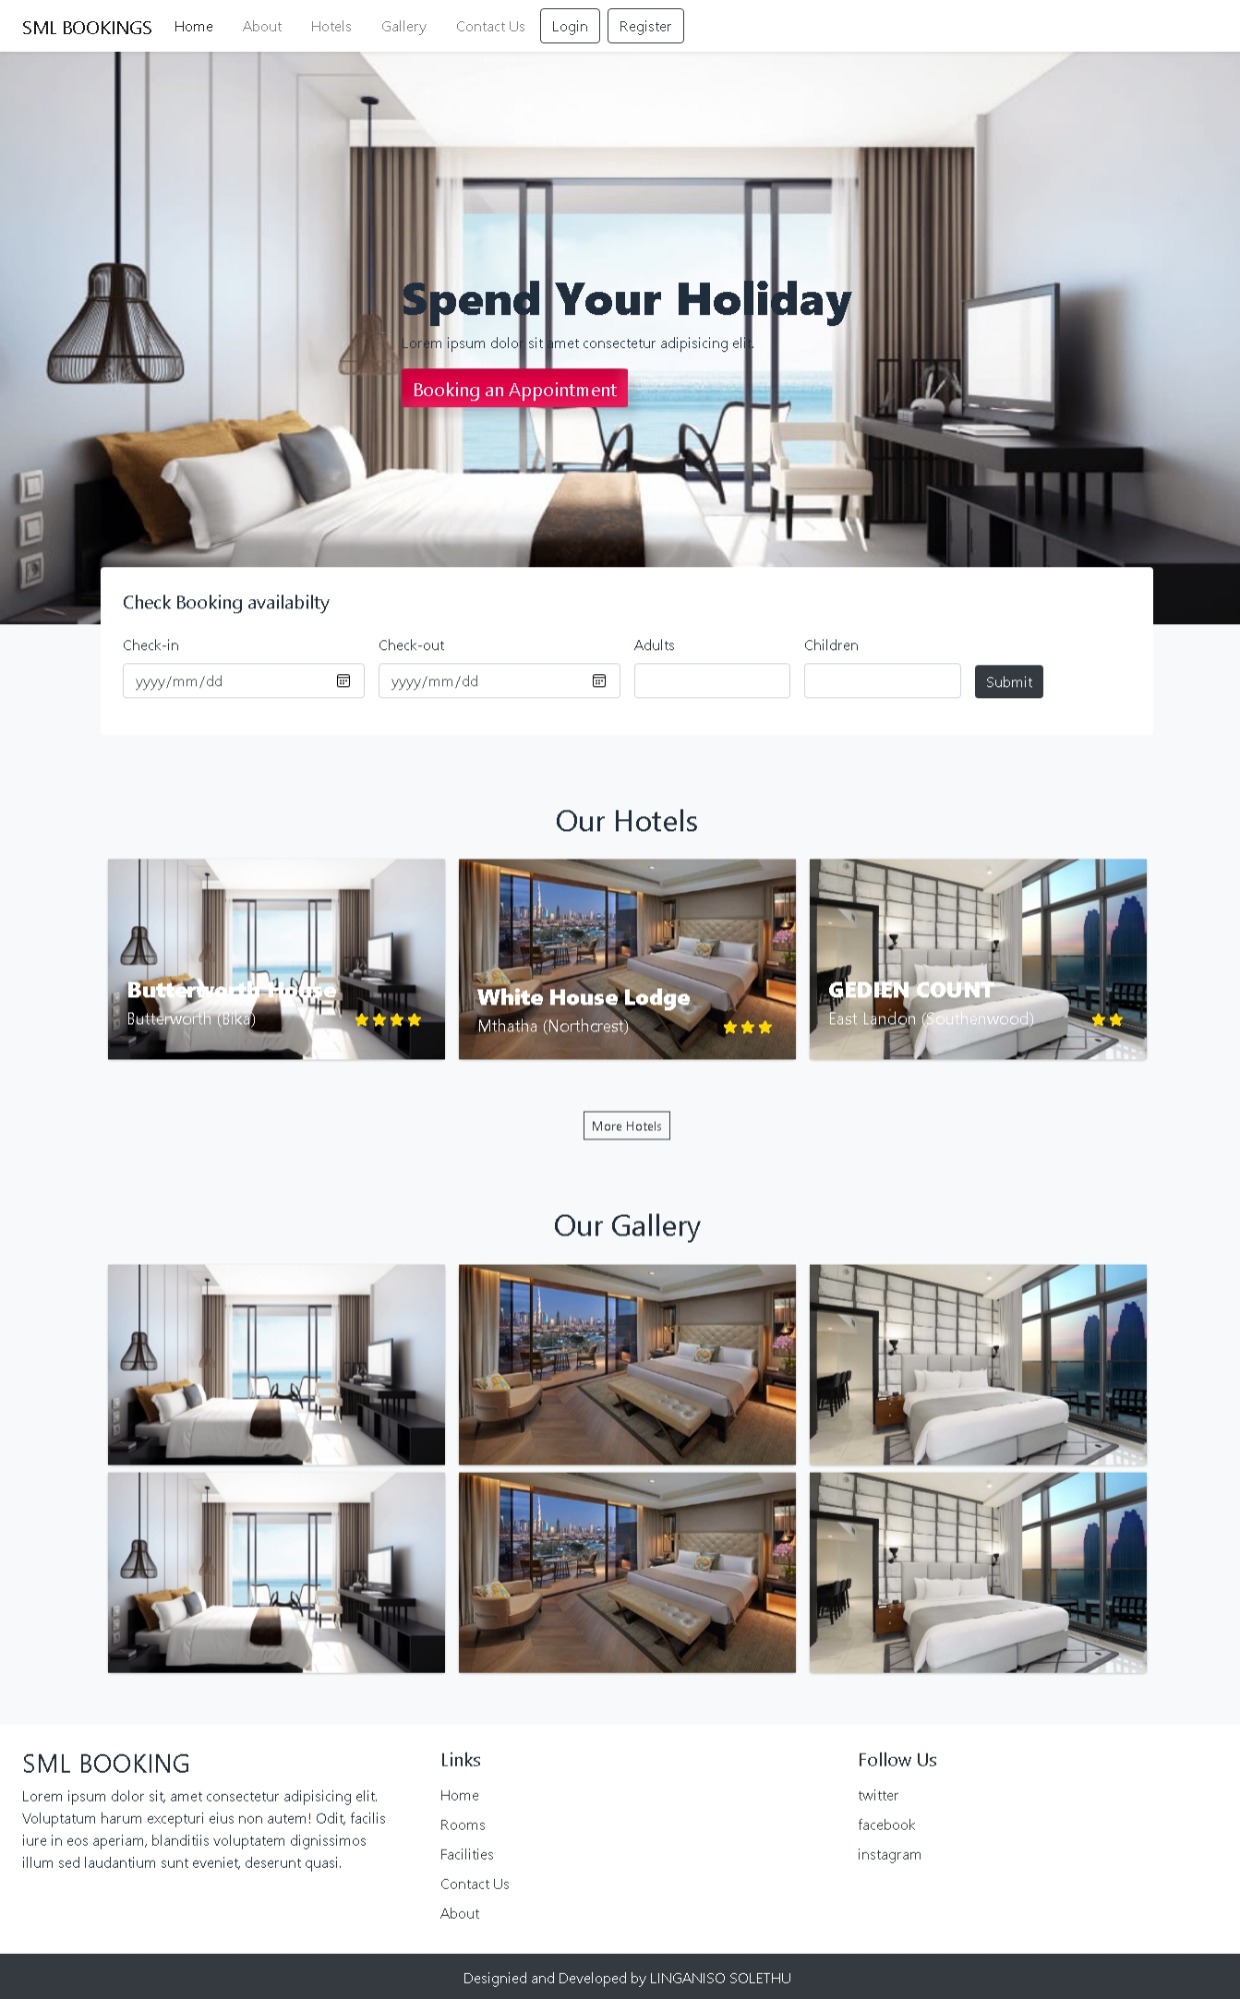 SML BOOKINGS Home About Hotels Gallery Contact Us Login Register
Spend Your Holiday
Lorem ipsum dolor sit amet consectetur adipisicing elit.
Booking an Appointment
Check Booking availabilty
Check-in Check-out Adults Children
yyyy/mm/dd yyyy/mm/dd Submit
Our Hotels
Butterworth House
Butterworth (Bika)
White House Lodge
Mthatha (Northcrest)
GEDIEN COUNT
East Landon (Southenwood)
More Hotels
Our Gallery
SML BOOKING
Lorem ipsum dolor sit, amet consectetur adipisicing elit.
Voluptatum harum excepturi eius non autem! Odit, facilis
iure in eos aperiam, blanditiis voluptatem dignissimos
illum sed laudantium sunt eveniet, deserunt quasi.
Links
Home
Rooms
Facilities
Contact Us
About
Follow Us
twitter
facebook
instagram
Designied and Developed by LINGANISO SOLETHU